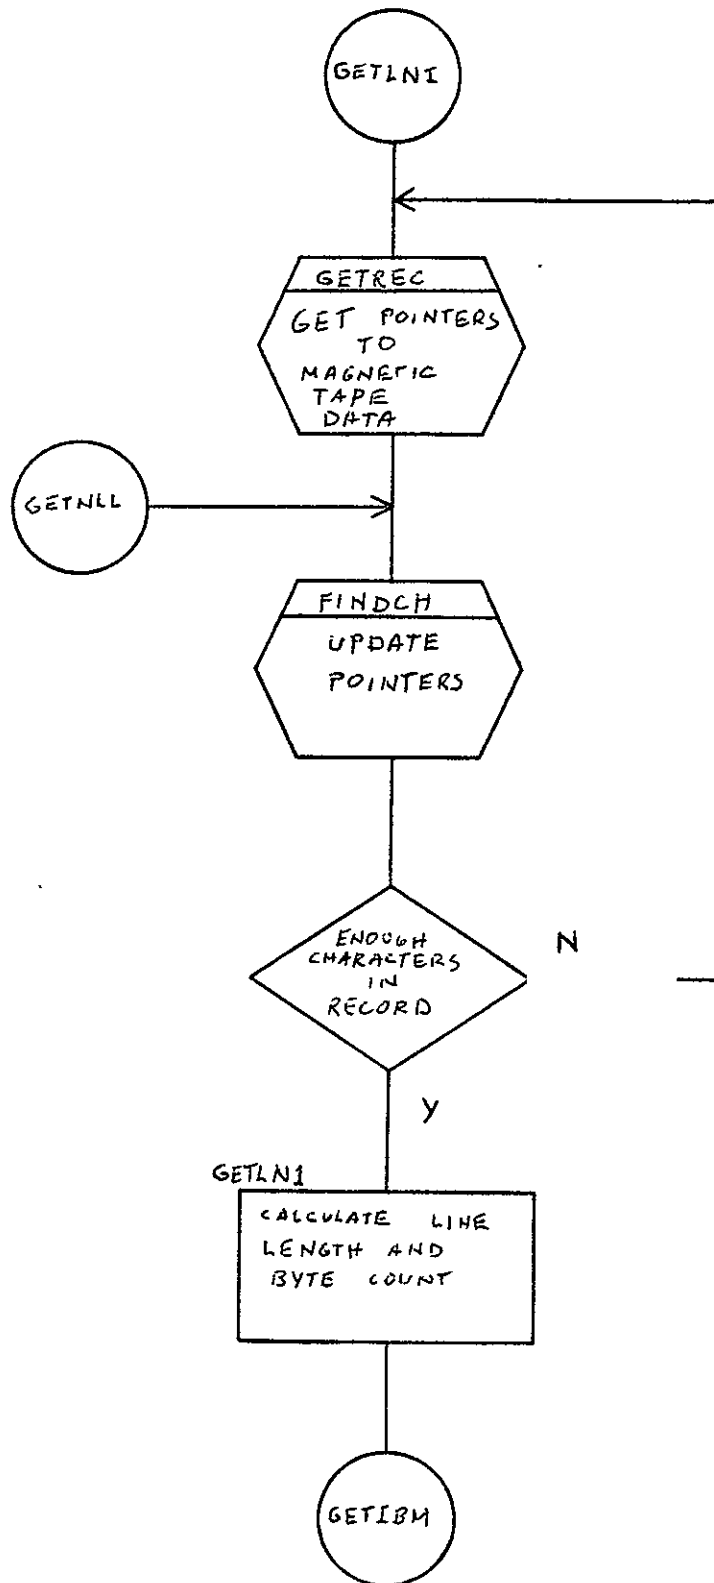 GETLNI
GETREC
GET POINTERS
TO
MAGNETIC
TAPE
DATA
GETNLL
FINDCH
UPDATE
POINTERS
ENOUGH
CHARACTERS
IN
RECORD
N
Y
GETLN1
CALCULATE LINE
LENGTH AND
BYTE COUNT
GETIBM